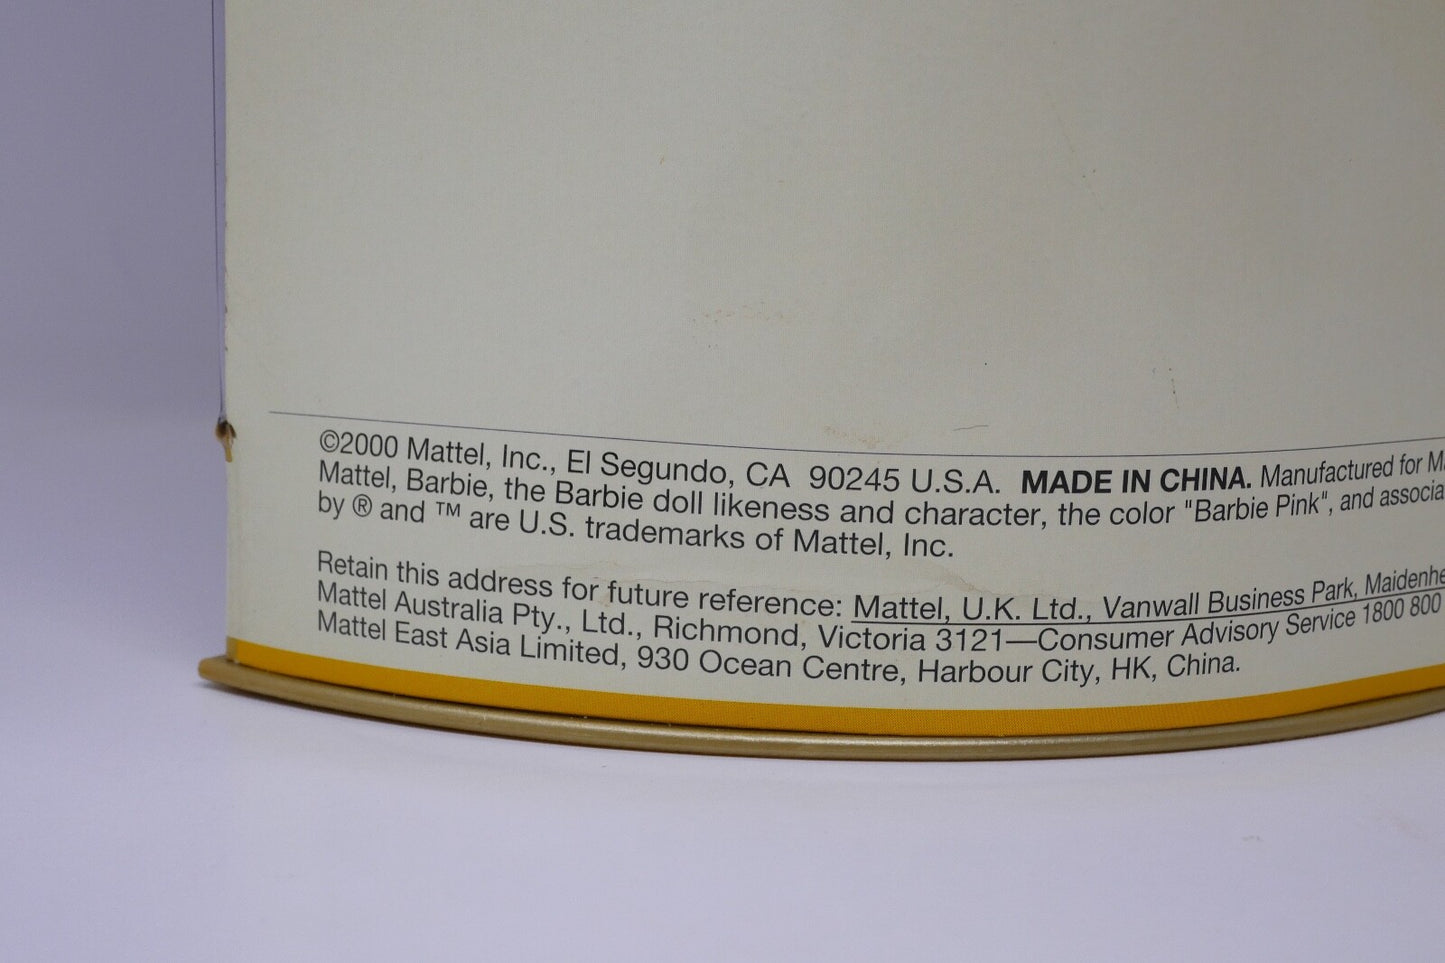 ©2000 Mattel, Inc., El Segundo, CA 90245 U.S.A. MADE IN CHINA. Manufactured for
Mattel, Barbie, the Barbie doll likeness and character, the color "Barbie Pink", and
by ® and ™ are U.S. trademarks of Mattel, Inc.
Retain this address for future reference: Mattel, U.K. Ltd., Vanwall Business Park,
Mattel Australia Pty., Ltd., Richmond, Victoria 3121—Consumer Advisory Service 1800 800
Mattel East Asia Limited, 930 Ocean Centre, Harbour City, HK, China.